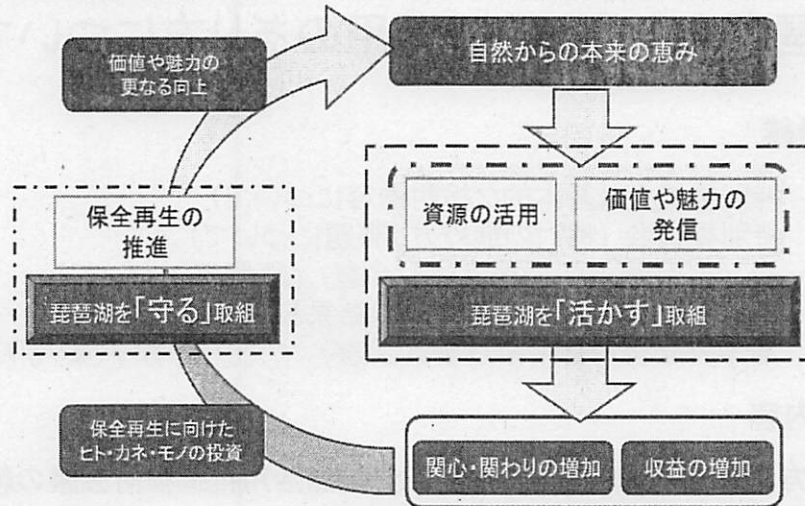 価値や魅力の
更なる向上
自然からの本来の恵み
保全再生の
推進
琵琶湖を「守る」取組
資源の活用
価値や魅力の
発信
琵琶湖を「活かす」取組
保全再生に向けた
ヒト・カネ・モノの投資
関心・関わりの増加
収益の増加